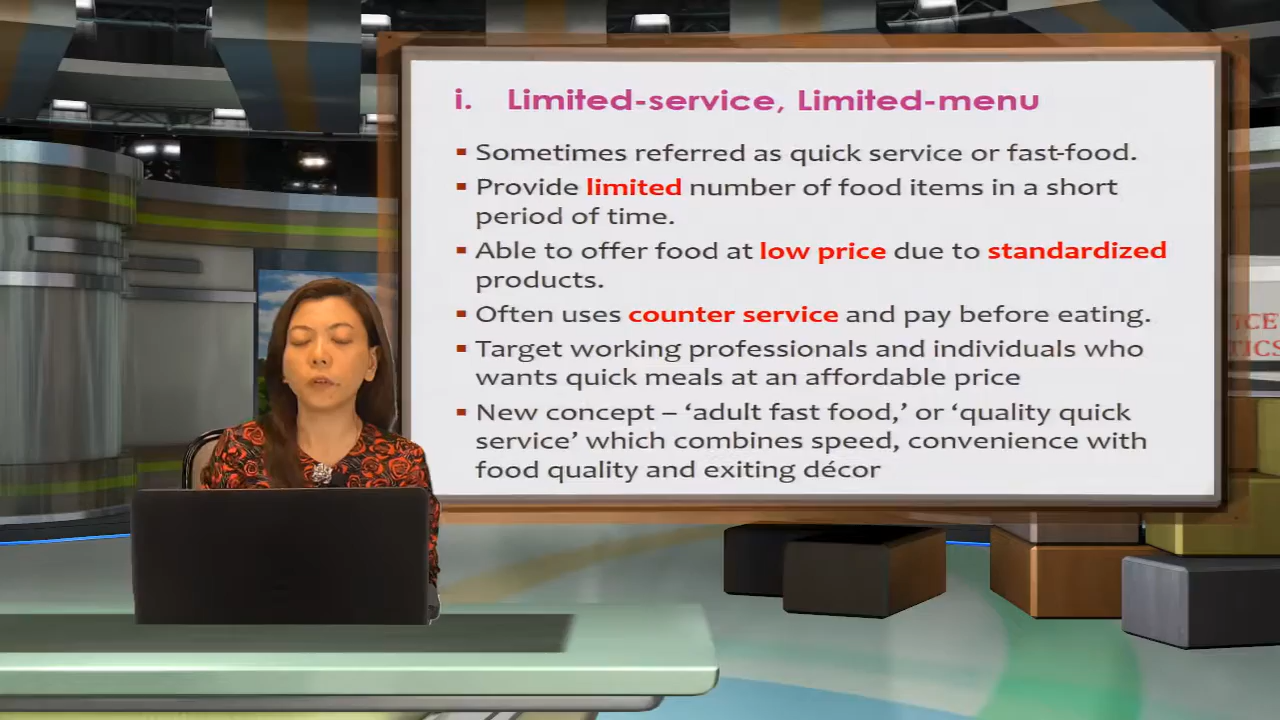 i. Limited-service, Limited-menu
▪ Sometimes referred as quick service or fast-food.
▪ Provide limited number of food items in a short
period of time.
▪ Able to offer food at low price due to standardized
products.
▪ Often uses counter service and pay before eating.
▪ Target working professionals and individuals who
wants quick meals at an affordable price
▪ New concept – ‘adult fast food,’ or ‘quality quick
service’ which combines speed, convenience with
food quality and exiting décor